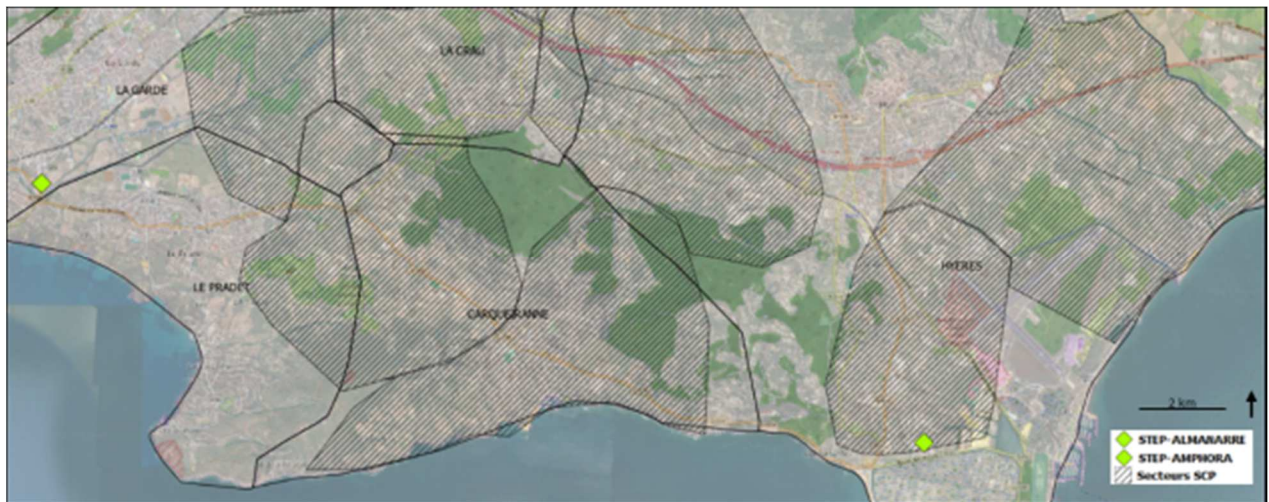 LA CRAU
LA GARDE
HYERES
LE PRADET
CARQUEIRANNE
2 km
STEP-ALMANARRE
STEP-AMPHORA
Secteurs SCP